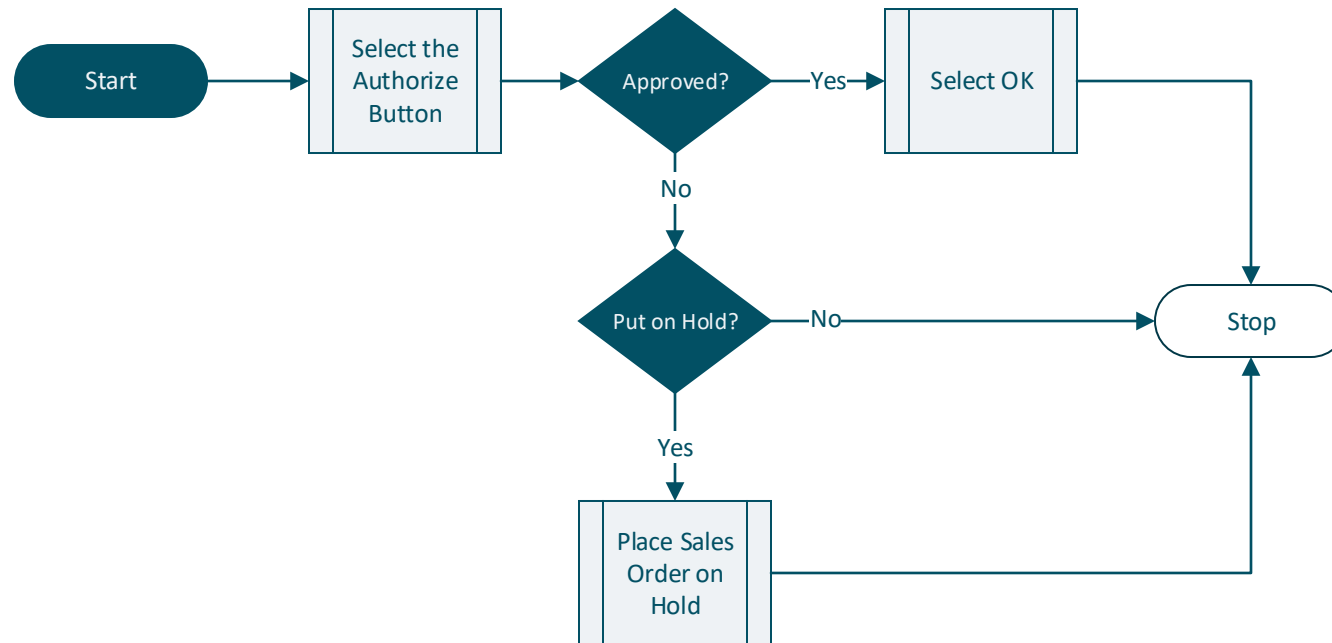 Start
Select the
Authorize
Button
Approved?
Yes
Select OK
No
Put on Hold?
No
Stop
Yes
Place Sales
Order on
Hold